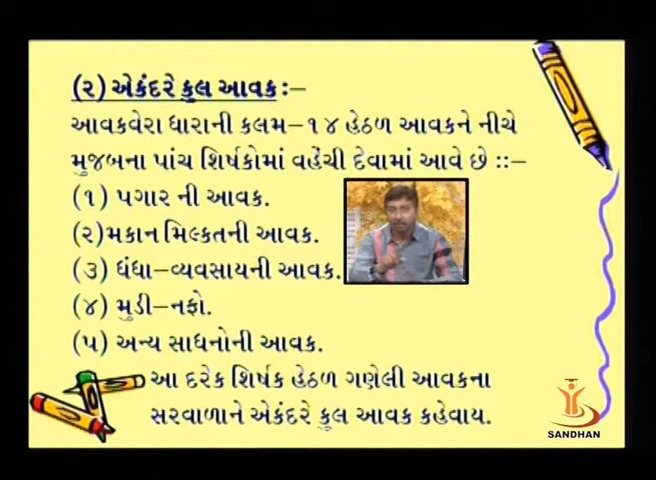 (૨) એકંદરે કુલ આવક :–
આવકવેરા ધારાની કલમ–૧૪ હેઠળ આવકને નીચે
મુજબના પાંચ શિર્ષકોમાં વહેંચી દેવામાં આવે છે ::–
(૧) પગાર ની આવક.
(૨)મકાન મિલ્કતની આવક.
(૩) ધંધા–વ્યવસાયની આવક.
(૪) મુડી–નફો.
(૫) અન્ય સાધનોની આવક.
આ દરેક શિર્ષક હેઠળ ગણેલી આવકના
સરવાળાને એકંદરે કુલ આવક કહેવાય.
SANDHAN